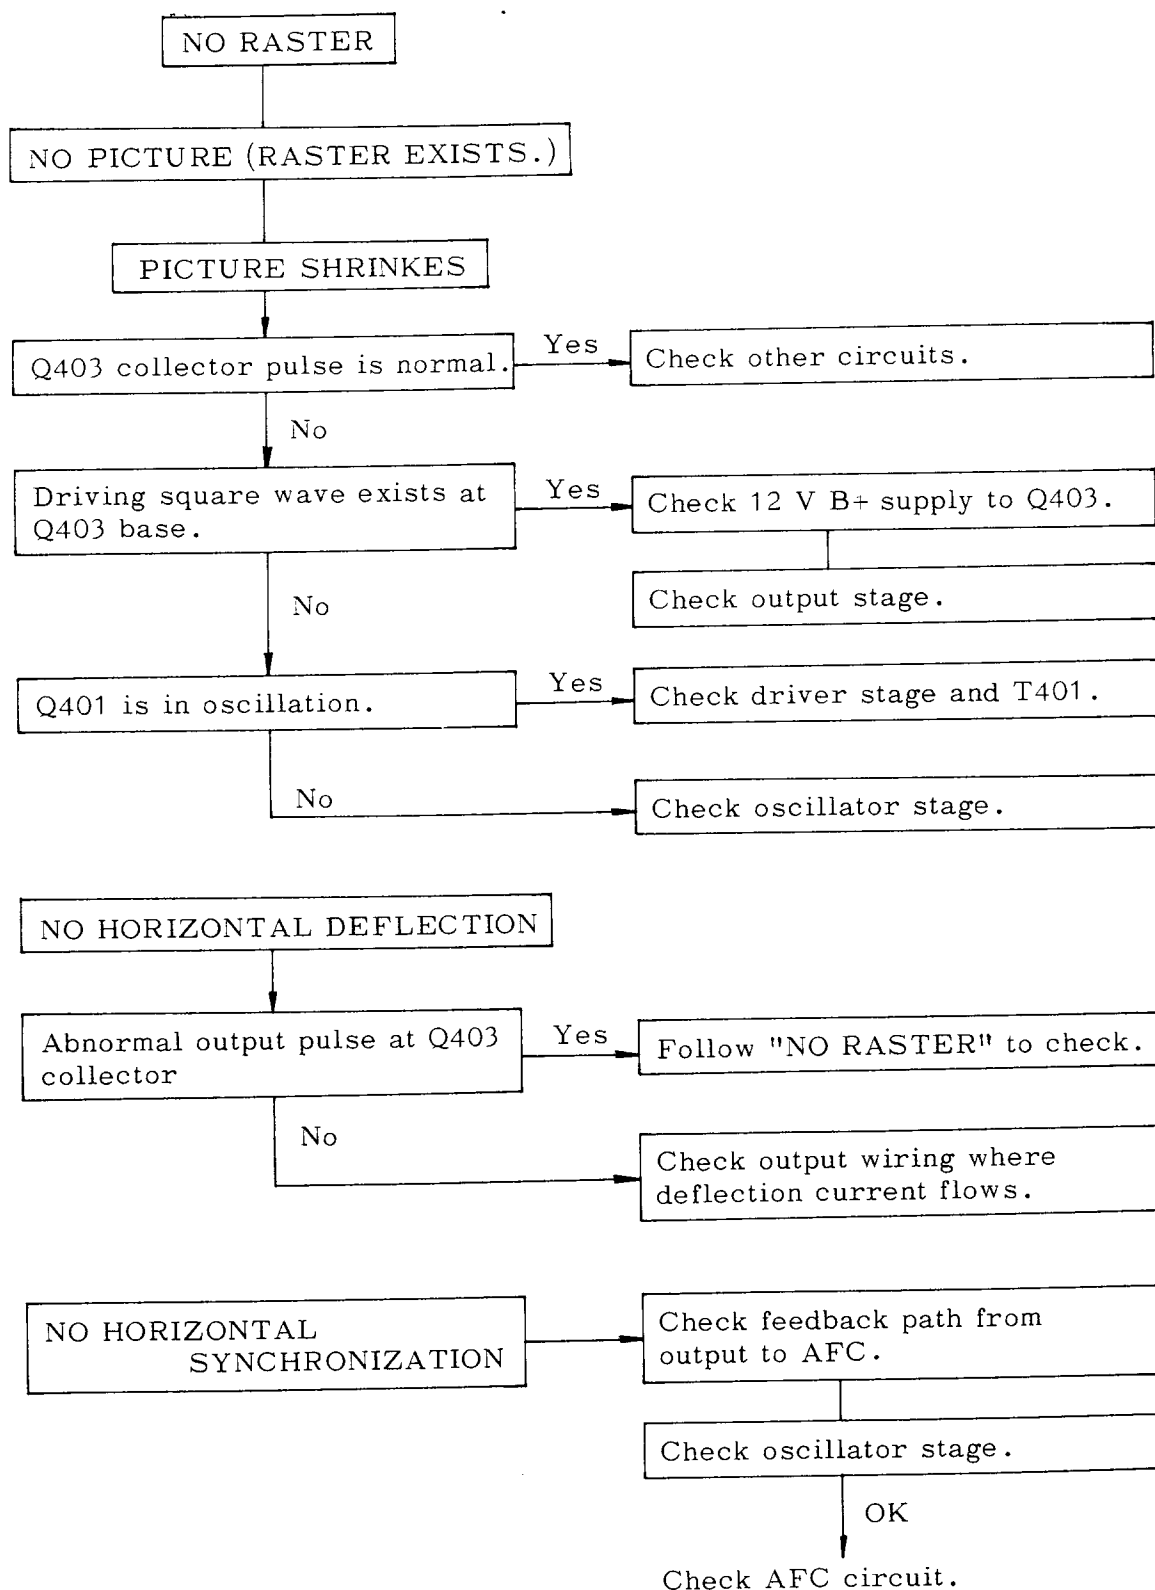 NO RASTER
NO PICTURE (RASTER EXISTS.)
PICTURE SHRINKES
Q403 collector pulse is normal.
Yes
Check other circuits.
No
Driving square wave exists at
Q403 base.
Yes
Check 12 V B+ supply to Q403.
Check output stage.
No
Q401 is in oscillation.
Yes
Check driver stage and T401.
No
Check oscillator stage.
NO HORIZONTAL DEFLECTION
Abnormal output pulse at Q403
collector
Yes
Follow "NO RASTER" to check.
No
Check output wiring where
deflection current flows.
NO HORIZONTAL
SYNCHRONIZATION
Check feedback path from
output to AFC.
Check oscillator stage.
OK
Check AFC circuit.